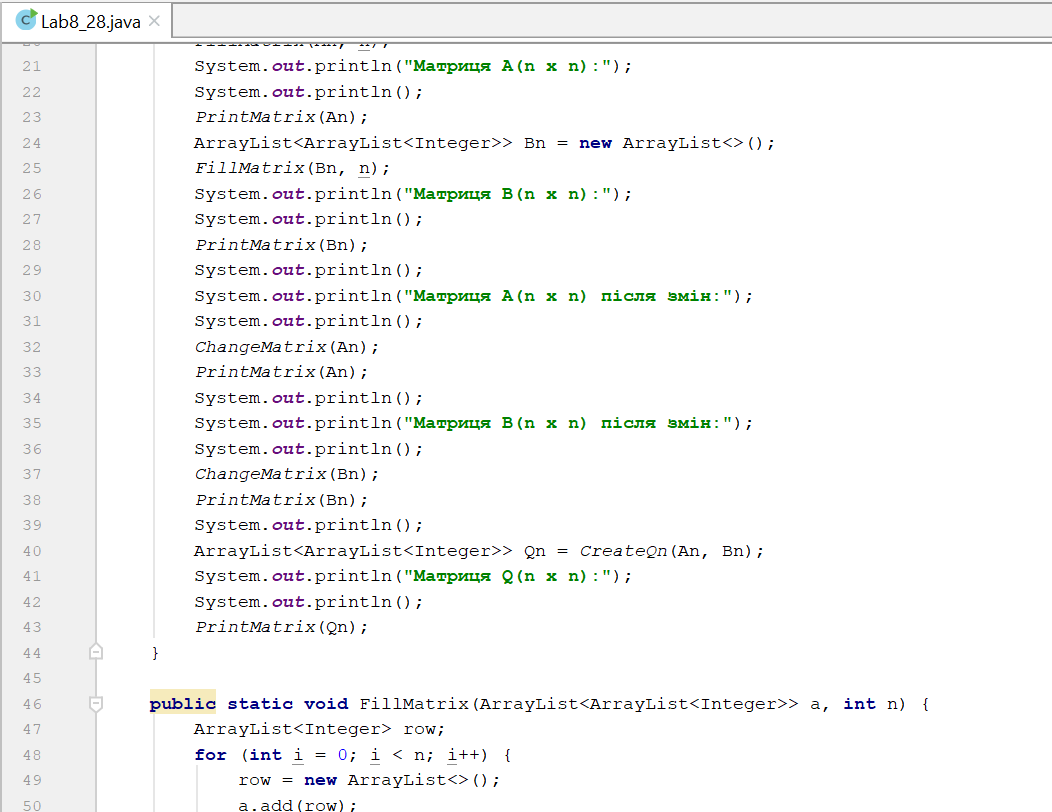 Lab8_28.java
21 System.out.println("Матриця A(n x n):");
22 System.out.println();
23 PrintMatrix(An);
24 ArrayList<ArrayList<Integer>> Bn = new ArrayList<>();
25 FillMatrix(Bn, n);
26 System.out.println("Матриця B(n x n):");
27 System.out.println();
28 PrintMatrix(Bn);
29 System.out.println();
30 System.out.println("Матриця A(n x n) після змін:");
31 System.out.println();
32 ChangeMatrix(An);
33 PrintMatrix(An);
34 System.out.println();
35 System.out.println("Матриця B(n x n) після змін:");
36 System.out.println();
37 ChangeMatrix(Bn);
38 PrintMatrix(Bn);
39 System.out.println();
40 ArrayList<ArrayList<Integer>> Qn = CreateQn(An, Bn);
41 System.out.println("Матриця Q(n x n):");
42 System.out.println();
43 PrintMatrix(Qn);
44 }
45
46 public static void FillMatrix(ArrayList<ArrayList<Integer>> a, int n) {
47 ArrayList<Integer> row;
48 for (int i = 0; i < n; i++) {
49 row = new ArrayList<>();
50 a.add(row);